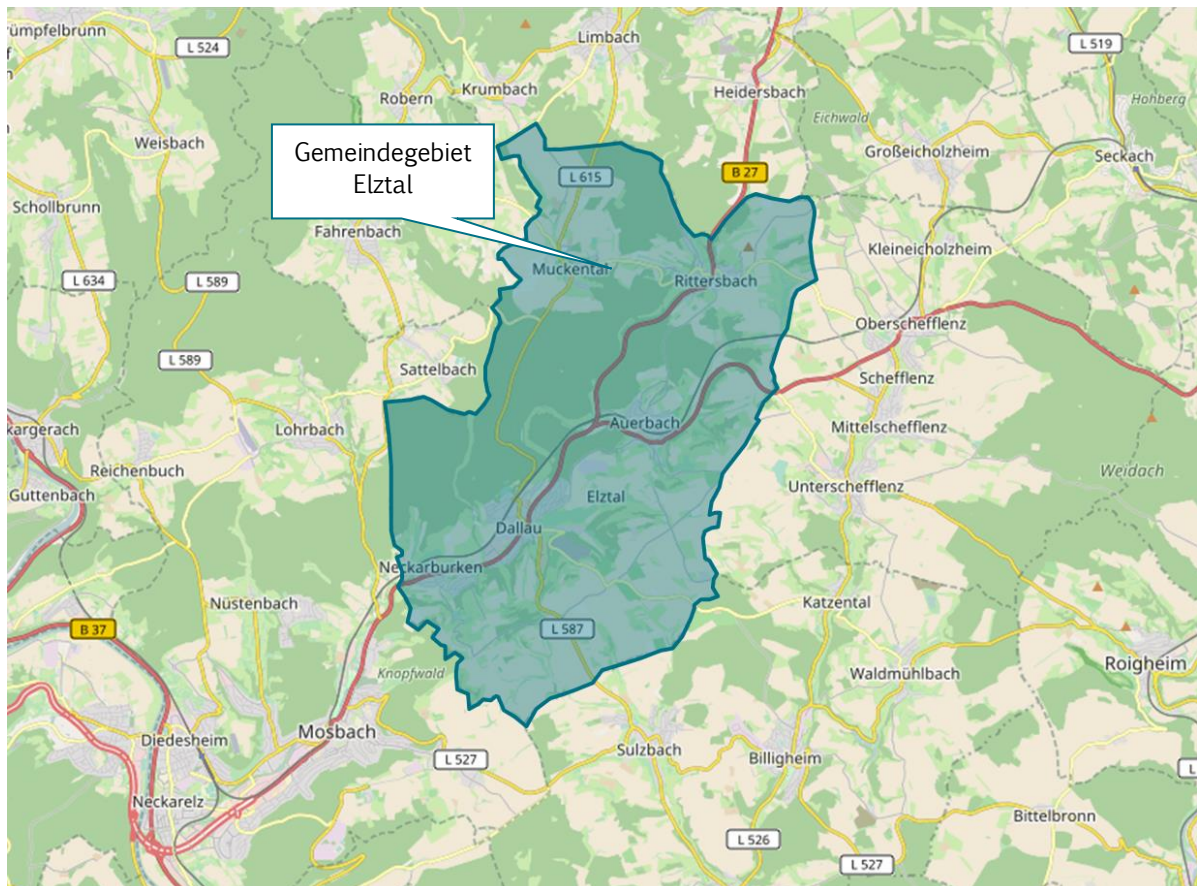 rümpfelbrunn
L 524
Limbach
L 519
Krumbach
Robern
Heidersbach
Hohberg
Eichwald
Weisbach
Großeicholzheim
Seckach
Gemeindegebiet
Elztal
B 27
L 615
Schollbrunn
Fahrenbach
Kleineicholzheim
Muckental
Rittersbach
L 634
L 589
Oberschefflenz
L 589
Sattelbach
Schefflenz
kargerach
Lohrbach
Auerbach
Mittelschefflenz
Reichenbuch
Weidach
Guttenbach
Elztal
Unterschefflenz
Dallau
Neckarburken
Nüstenbach
Katzental
B 37
L 587
Roigheim
Knopfwald
Waldmühlbach
Mosbach
Diedesheim
Sulzbach
L 527
Billigheim
L
Neckarelz
Bittelbronn
L 526
L 527